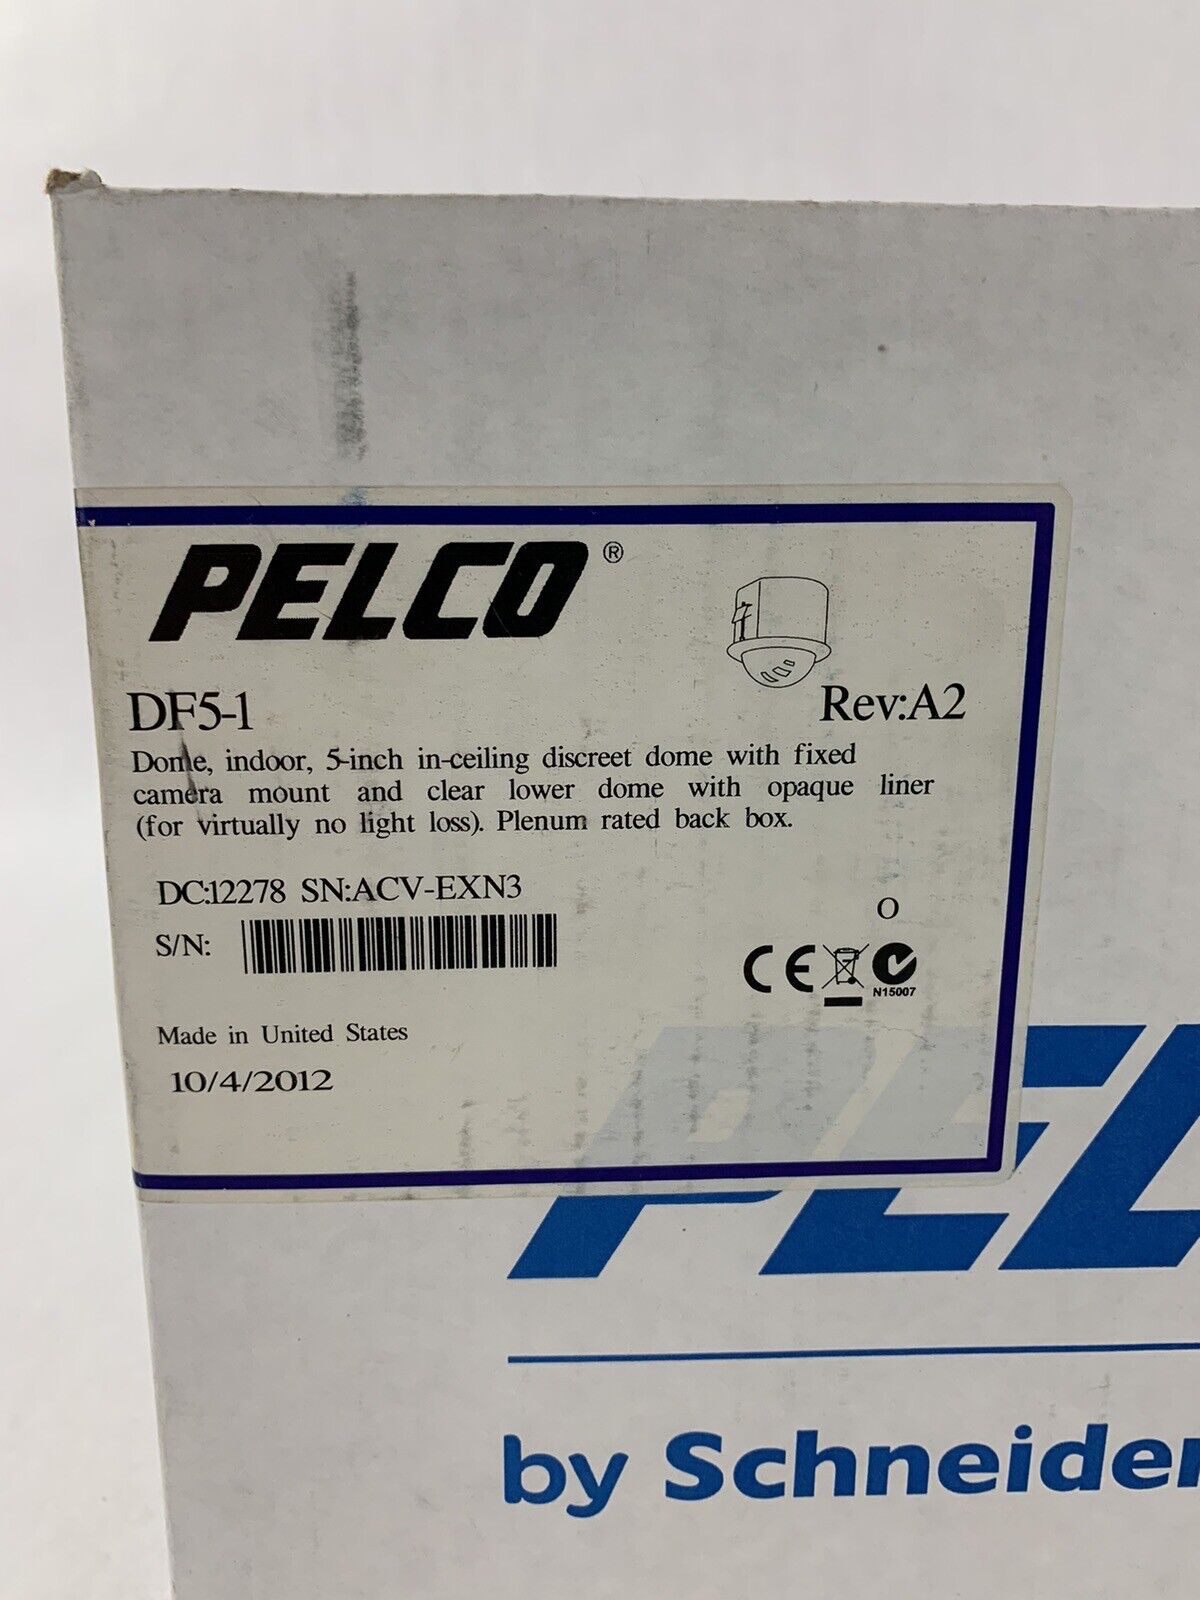 PELCO®
DF5-1
Rev:A2
Dome, indoor, 5-inch in-ceiling discreet dome with fixed
camera mount and clear lower dome with opaque liner
(for virtually no light loss). Plenum rated back box.
DC:12278 SN:ACV-EXN3
O
S/N:
CE
N15007
Made in United States
10/4/2012
PEL
by Schneider